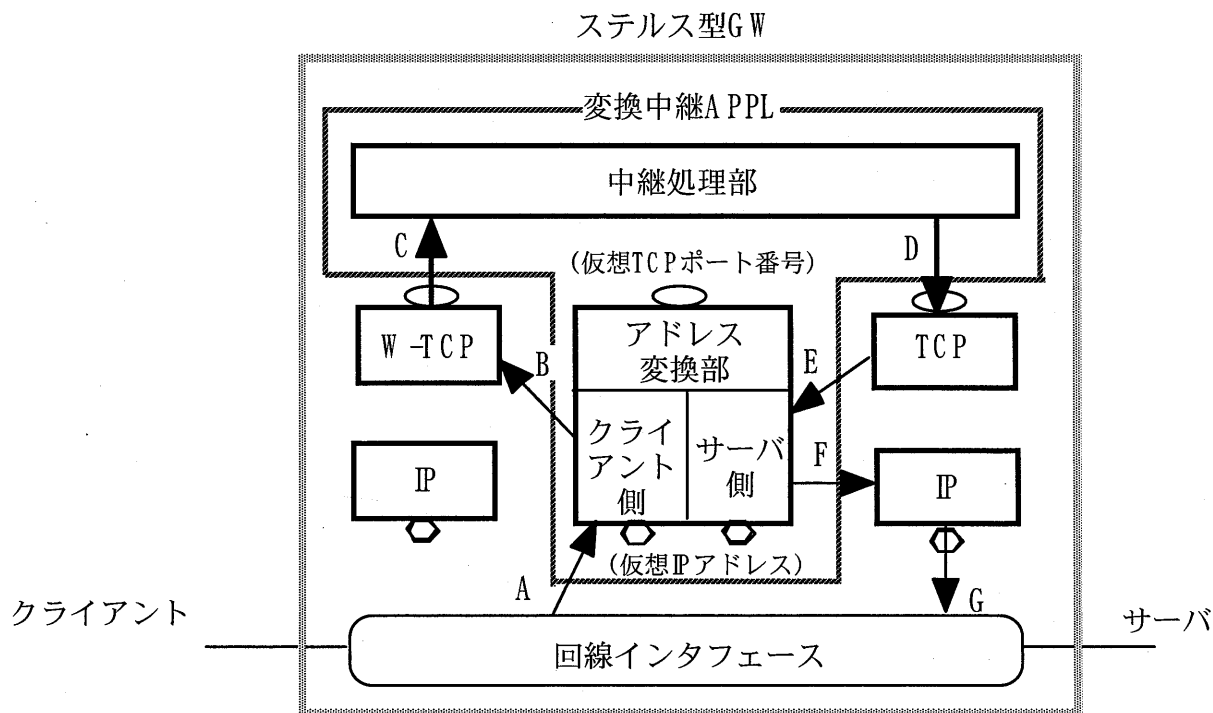 ステルス型GW
変換中継APPL
中継処理部
C
D
(仮想TCPポート番号)
W-TCP
アドレス
変換部
TCP
B
E
クライ
アント
側
サーバ
側
F
IP
IP
(仮想IPアドレス)
A
G
クライアント
サーバ
回線インタフェース